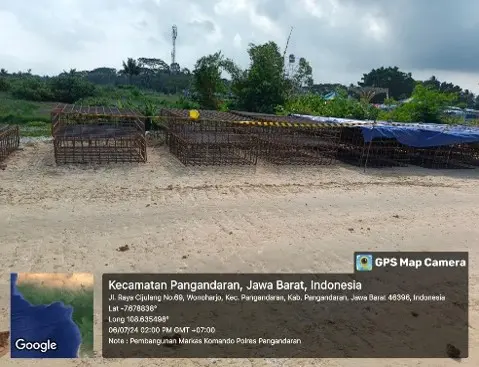 GPS Map Camera
Kecamatan Pangandaran, Jawa Barat, Indonesia
Jl. Raya Cijulang No.69, Wonoharjo, Kec. Pangandaran, Kab. Pangandaran, Jawa Barat 46396, Indonesia
Lat -7.678836°
Long 108.635498°
06/07/24 02:00 PM GMT +07:00
Note : Pembangunan Markas Komando Polres Pangandaran
Google